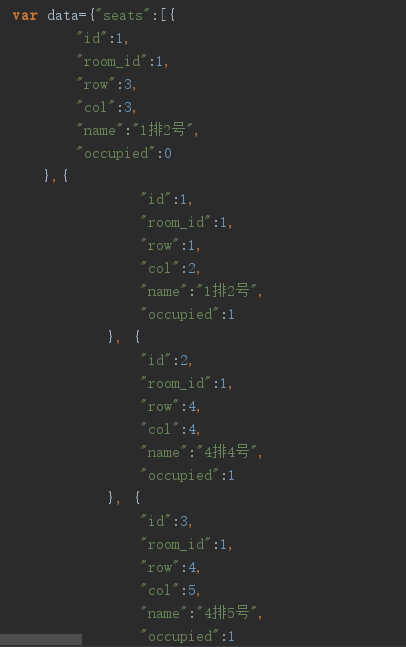 var data={"seats":[{
"id":1,
"room_id":1,
"row":3,
"col":3,
"name":"1排2号",
"occupied":0
},{
"id":1,
"room_id":1,
"row":1,
"col":2,
"name":"1排2号",
"occupied":1
}, {
"id":2,
"room_id":1,
"row":4,
"col":4,
"name":"4排4号",
"occupied":1
}, {
"id":3,
"room_id":1,
"row":4,
"col":5,
"name":"4排5号",
"occupied":1